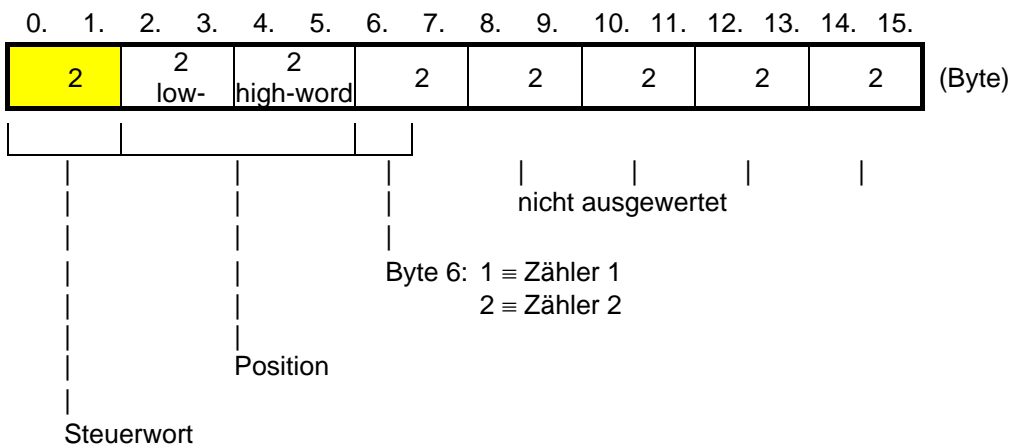 0. 1. 2. 3. 4. 5. 6. 7. 8. 9. 10. 11. 12. 13. 14. 15.
2 2 2 2 2 2 2 2 (Byte)
low- high-word
nicht ausgewertet
Byte 6: 1 ≡ Zähler 1
2 ≡ Zähler 2
Position
Steuerwort